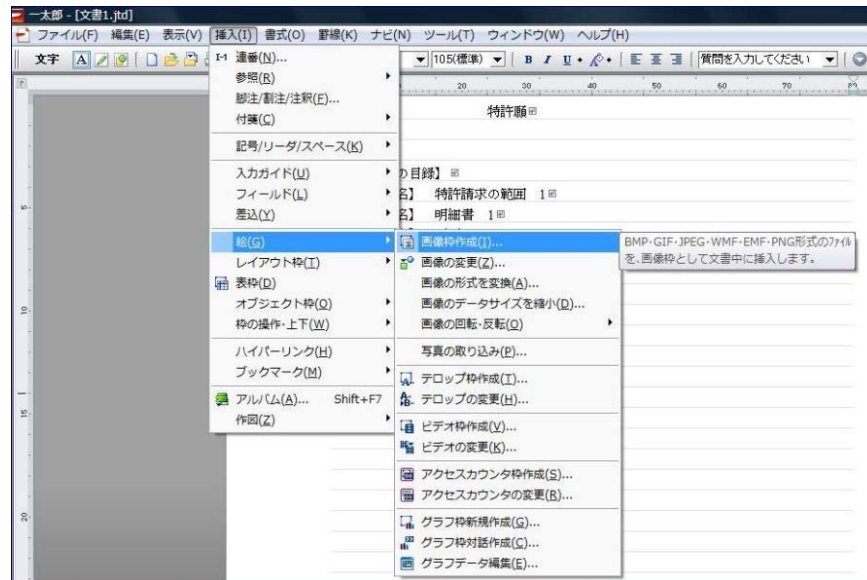 一太郎 - [文書1.jtd]
ファイル(F) 編集(E) 表示(V) 挿入(I) 書式(O) 罫線(K) ナビ(N) ツール(T) ウィンドウ(W) ヘルプ(H)
文字 A 10.5(標準) B I U 質問を入力してください
20 30 40 50 60 70
特許願
の目録】
名】 特許請求の範囲 1
名】 明細書 1
連番(N)...
参照(R)
脚注/割注/注釈(F)...
付箋(C)
記号/リーダ/スペース(K)
入力ガイド(U)
フィールド(L)
差込(Y)
絵(G)
レイアウト枠(I)
表枠(D)
オブジェクト枠(O)
枠の操作・上下(W)
ハイパーリンク(H)
ブックマーク(M)
アルバム(A)... Shift+F7
作図(Z)
画像枠作成(I)...
画像の変更(Z)...
画像の形式を変換(A)...
画像のデータサイズを縮小(D)...
画像の回転・反転(O)
写真の取り込み(P)...
テロップ枠作成(T)...
テロップの変更(H)...
ビデオ枠作成(V)...
ビデオの変更(K)...
アクセスカウンタ枠作成(S)...
アクセスカウンタの変更(R)...
グラフ枠新規作成(G)...
グラフ枠対話作成(C)...
グラフデータ編集(E)...
BMP・GIF・JPEG・WMF・EMF・PNG形式のファイル
を、画像枠として文書中に挿入します。
5
10
15
20